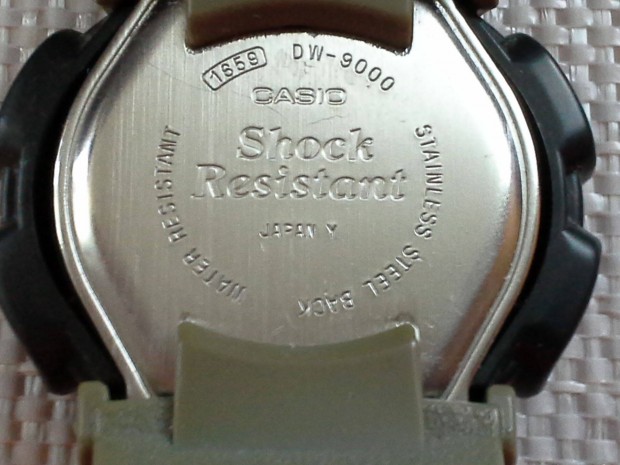 1659 DW-9000
CASIO
Shock
Resistant
JAPAN Y
WATER RESISTANT
STAINLESS STEEL BACK